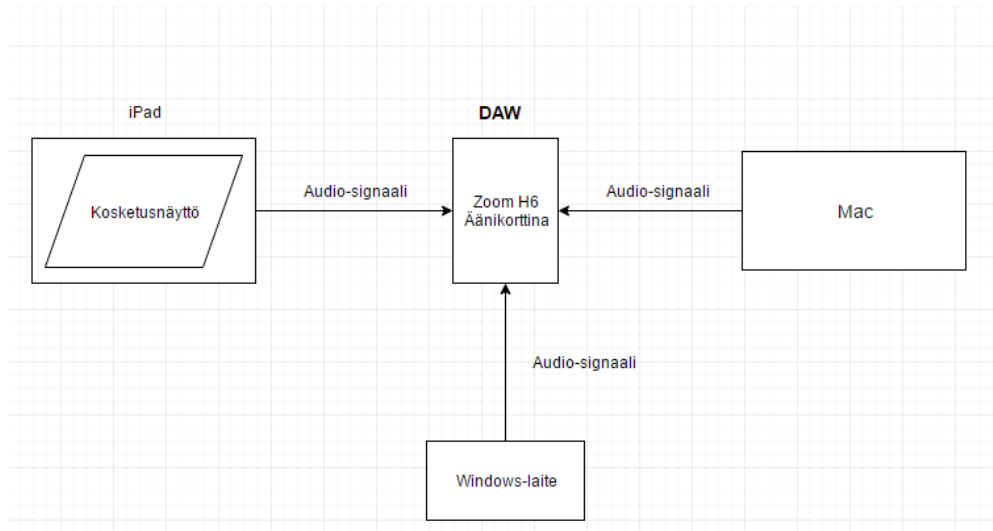 iPad
DAW
Kosketusnäyttö
Audio-signaali
Zoom H6
Äänikorttina
Audio-signaali
Mac
Audio-signaali
Windows-laite